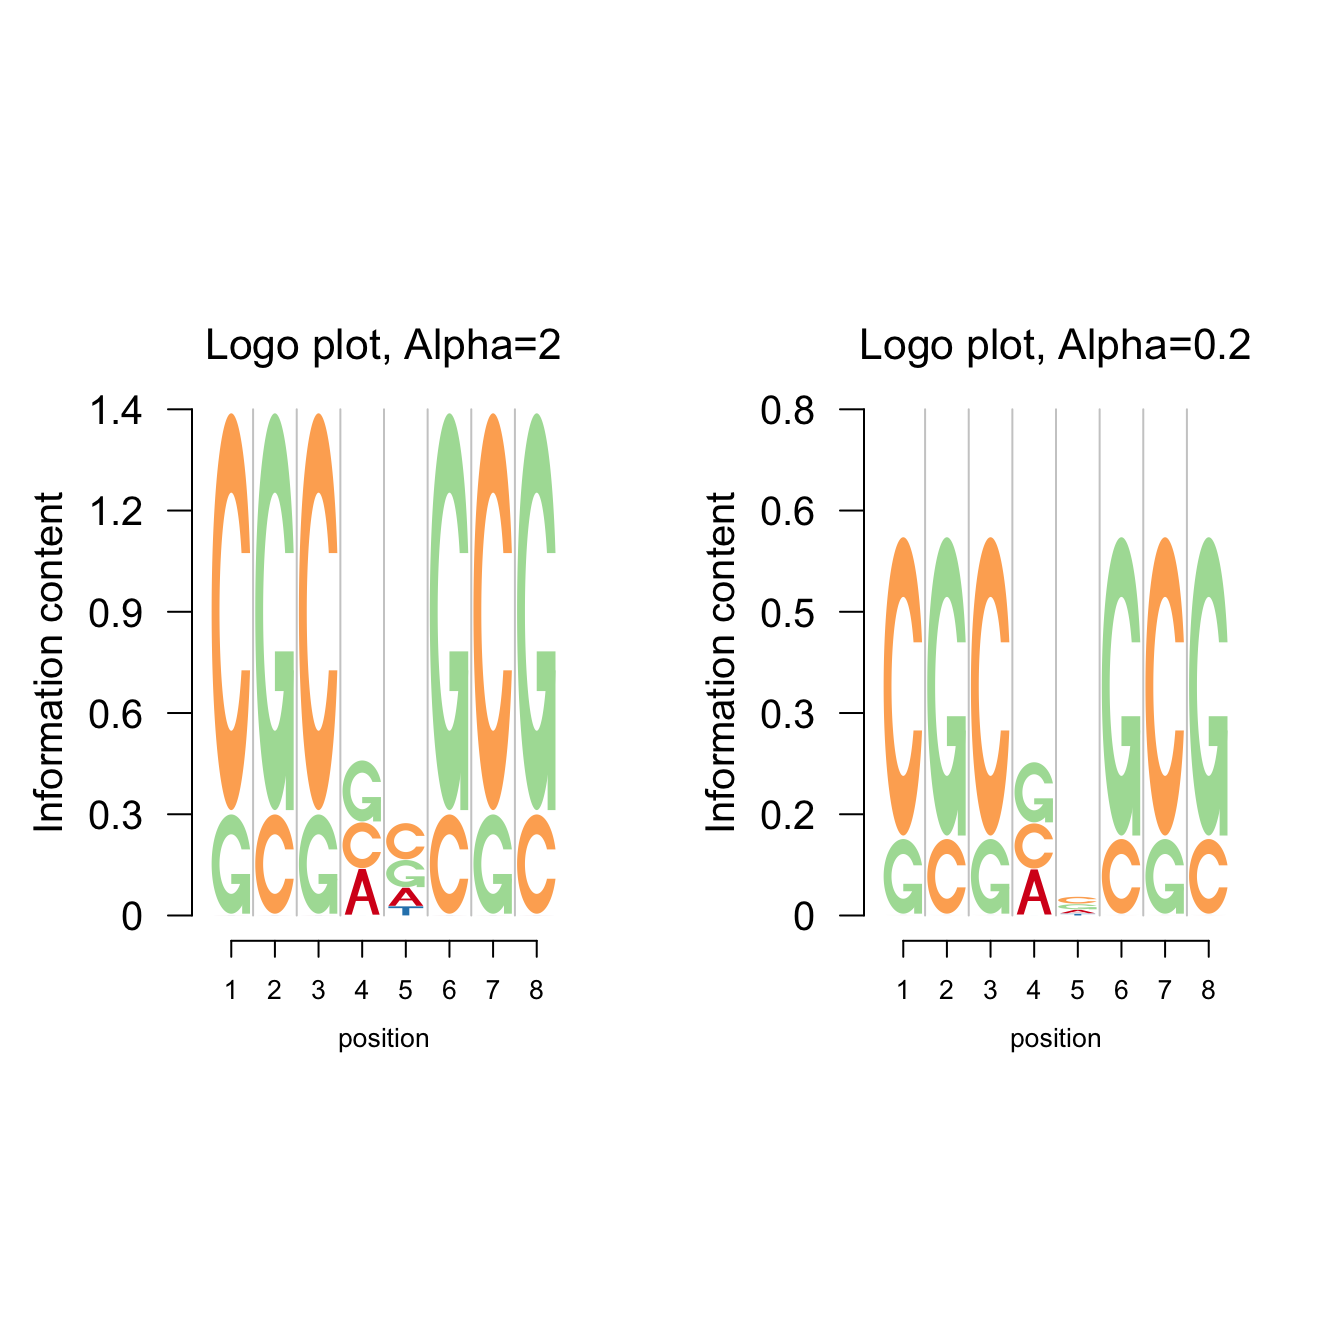 Logo plot, Alpha=2
Information content
1.4
1.2
0.9
0.6
0.3
0
C G C G G C G
G C G C A C G A T C G C
1 2 3 4 5 6 7 8
position
Logo plot, Alpha=0.2
Information content
0.8
0.6
0.5
0.3
0.2
0
C G C G G C G
G C G C A C G A T C G C
1 2 3 4 5 6 7 8
position